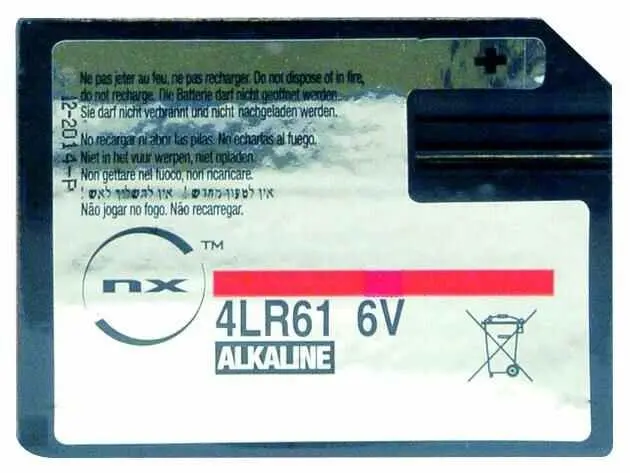 +
Ne pas jeter au feu, ne pas recharger. Do not dispose of in fire,
do not recharge. Die Batterie darf nicht geöffnet werden.
Sie darf nicht verbrannt und nicht nachgeladen werden.
No recargar ni abor las pilas. No echarlas al fuego.
Niet in het vuur werpen, niet opladen.
Non gettare nel fuoco, non ricaricare.
אין לטעון מחדש ! אין להשליך לאש !
Não jogar no fogo. Não recarregar.
12-2014-P
nx TM
4LR61 6V
ALKALINE